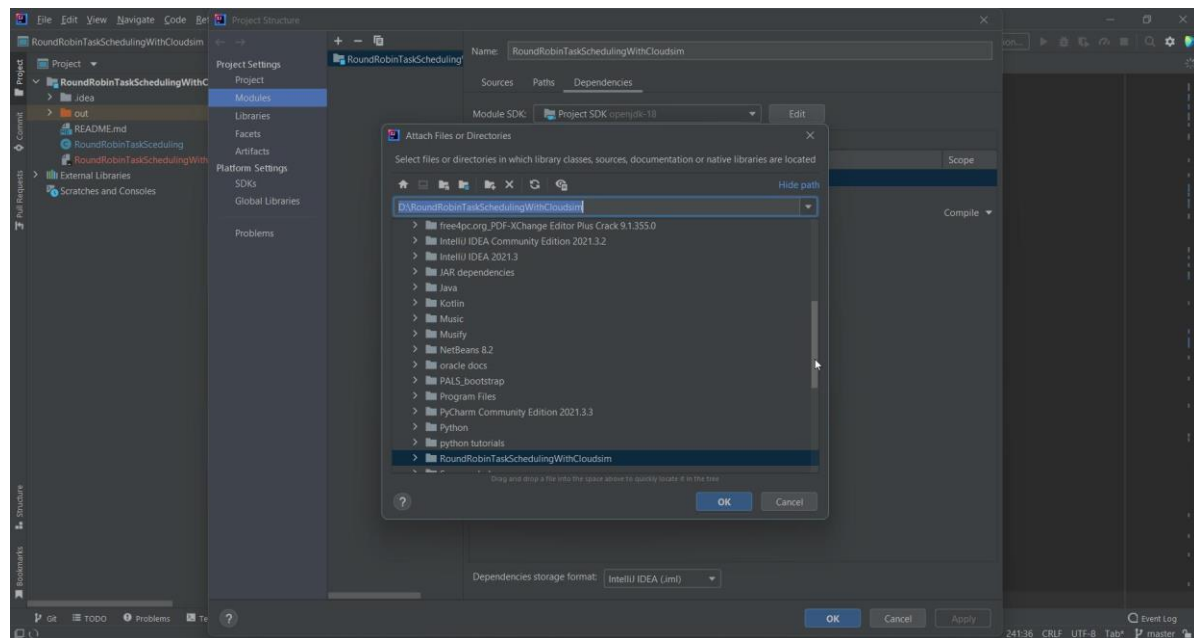 File Edit View Navigate Code Ref
Project Structure
RoundRobinTaskSchedulingWithCloudsim
Project
RoundRobinTaskSchedulingWithC
.idea
out
README.md
RoundRobinTaskSceduling
RoundRobinTaskSchedulingWith
External Libraries
Scratches and Consoles
Project
Commit
Pull Requests
Structure
Bookmarks
Project Settings
Project
Modules
Libraries
Facets
Artifacts
Platform Settings
SDKs
Global Libraries
Problems
RoundRobinTaskScheduling
Name: RoundRobinTaskSchedulingWithCloudsim
Sources Paths Dependencies
Module SDK: Project SDK openjdk-18 Edit
Scope
Compile
Attach Files or Directories
Select files or directories in which library classes, sources, documentation or native libraries are located
Hide path
D:\RoundRobinTaskSchedulingWithCloudsim
free4pc.org_PDF-XChange Editor Plus Crack 9.1.355.0
IntelliJ IDEA Community Edition 2021.3.2
IntelliJ IDEA 2021.3
JAR dependencies
Java
Kotlin
Music
Musify
NetBeans 8.2
oracle docs
PALS_bootstrap
Program Files
PyCharm Community Edition 2021.3.3
Python
python tutorials
RoundRobinTaskSchedulingWithCloudsim
Drag and drop a file into the space above to quickly locate it in the tree
? OK Cancel
Dependencies storage format: IntelliJ IDEA (.iml)
? OK Cancel Apply
Git TODO Problems Te
Event Log
241:36 CRLF UTF-8 Tab* master